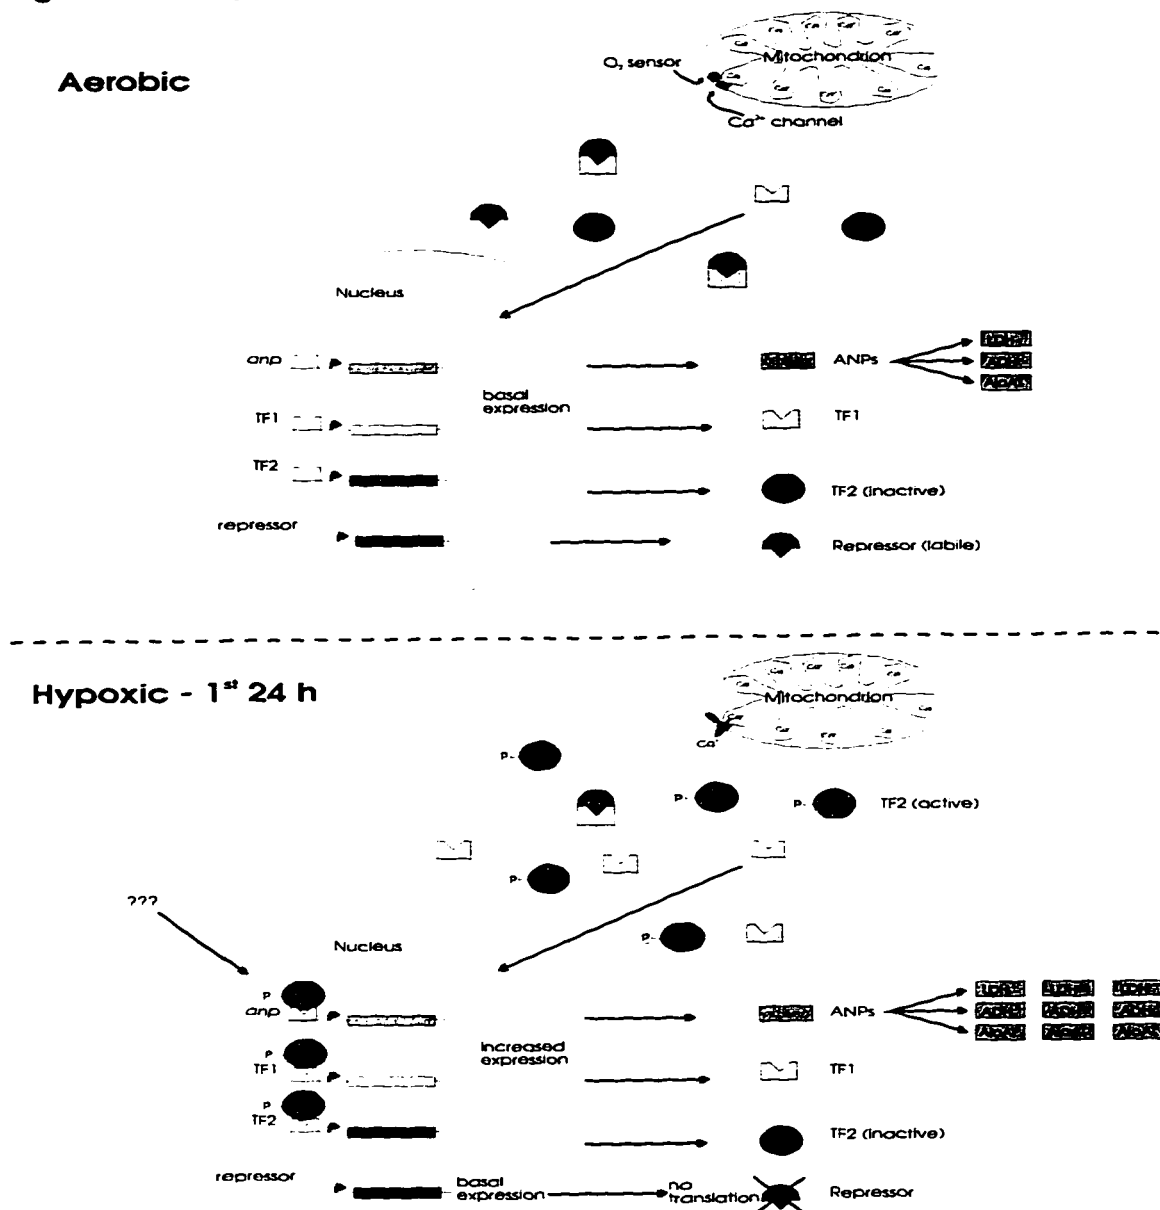 Aerobic
O₂ sensor
Mitochondrion
Ca²⁺ channel
Nucleus
anp
ANPs
basal
expression
TF1
TF1
TF2
TF2 (inactive)
repressor
Repressor (labile)
Hypoxic - 1st 24 h
Mitochondrion
Ca
P-
P-
P-
TF2 (active)
P-
???
P-
Nucleus
P
anp
ANPs
increased
expression
P
TF1
TF1
P
TF2
TF2 (inactive)
repressor
basal
expression
no
translation
Repressor